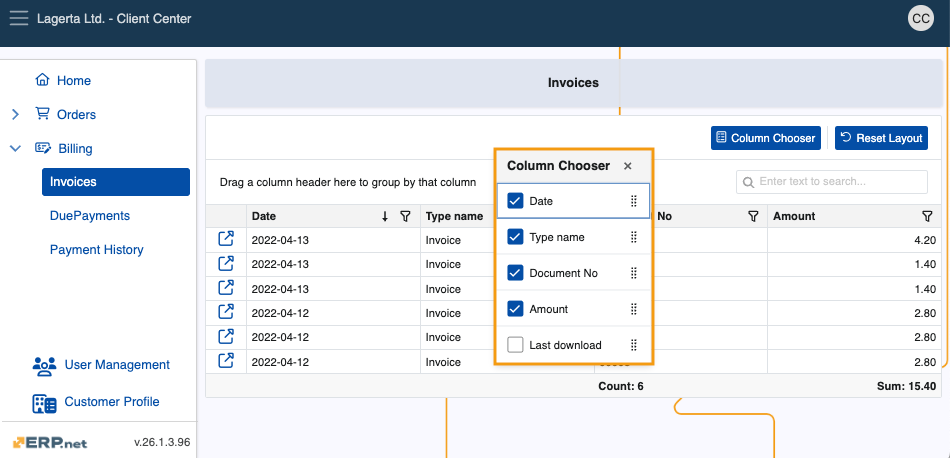 Lagerta Ltd. - Client Center
CC
Home
Orders
Billing
Invoices
DuePayments
Payment History
User Management
Customer Profile
ERP.net
v.26.1.3.96
Invoices
Column Chooser
Reset Layout
Drag a column header here to group by that column
Enter text to search...
Date Type name No Amount
2022-04-13 Invoice 4.20
2022-04-13 Invoice 1.40
2022-04-13 Invoice 1.40
2022-04-12 Invoice 2.80
2022-04-12 Invoice 2.80
2022-04-12 Invoice 2.80
Count: 6 Sum: 15.40
Column Chooser
Date
Type name
Document No
Amount
Last download